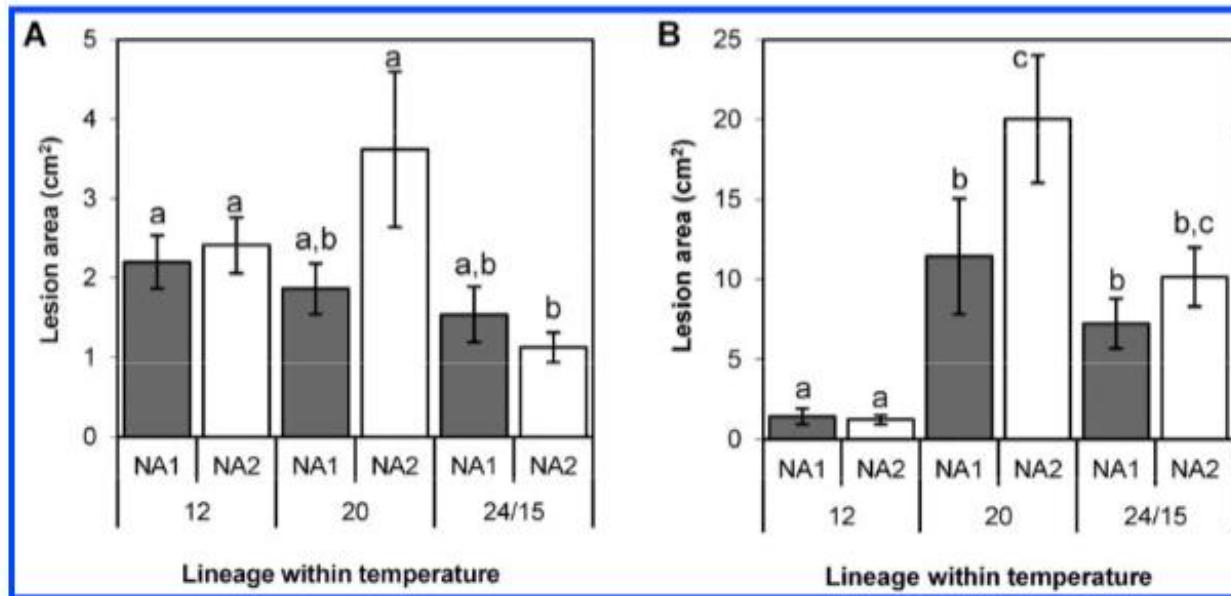 A
B
Lesion area (cm²)
5
4
3
2
1
0
a
a
a,b
a
a,b
b
NA1 NA2 NA1 NA2 NA1 NA2
12 20 24/15
Lineage within temperature
Lesion area (cm²)
25
20
15
10
5
0
a
a
b
c
b
b,c
NA1 NA2 NA1 NA2 NA1 NA2
12 20 24/15
Lineage within temperature